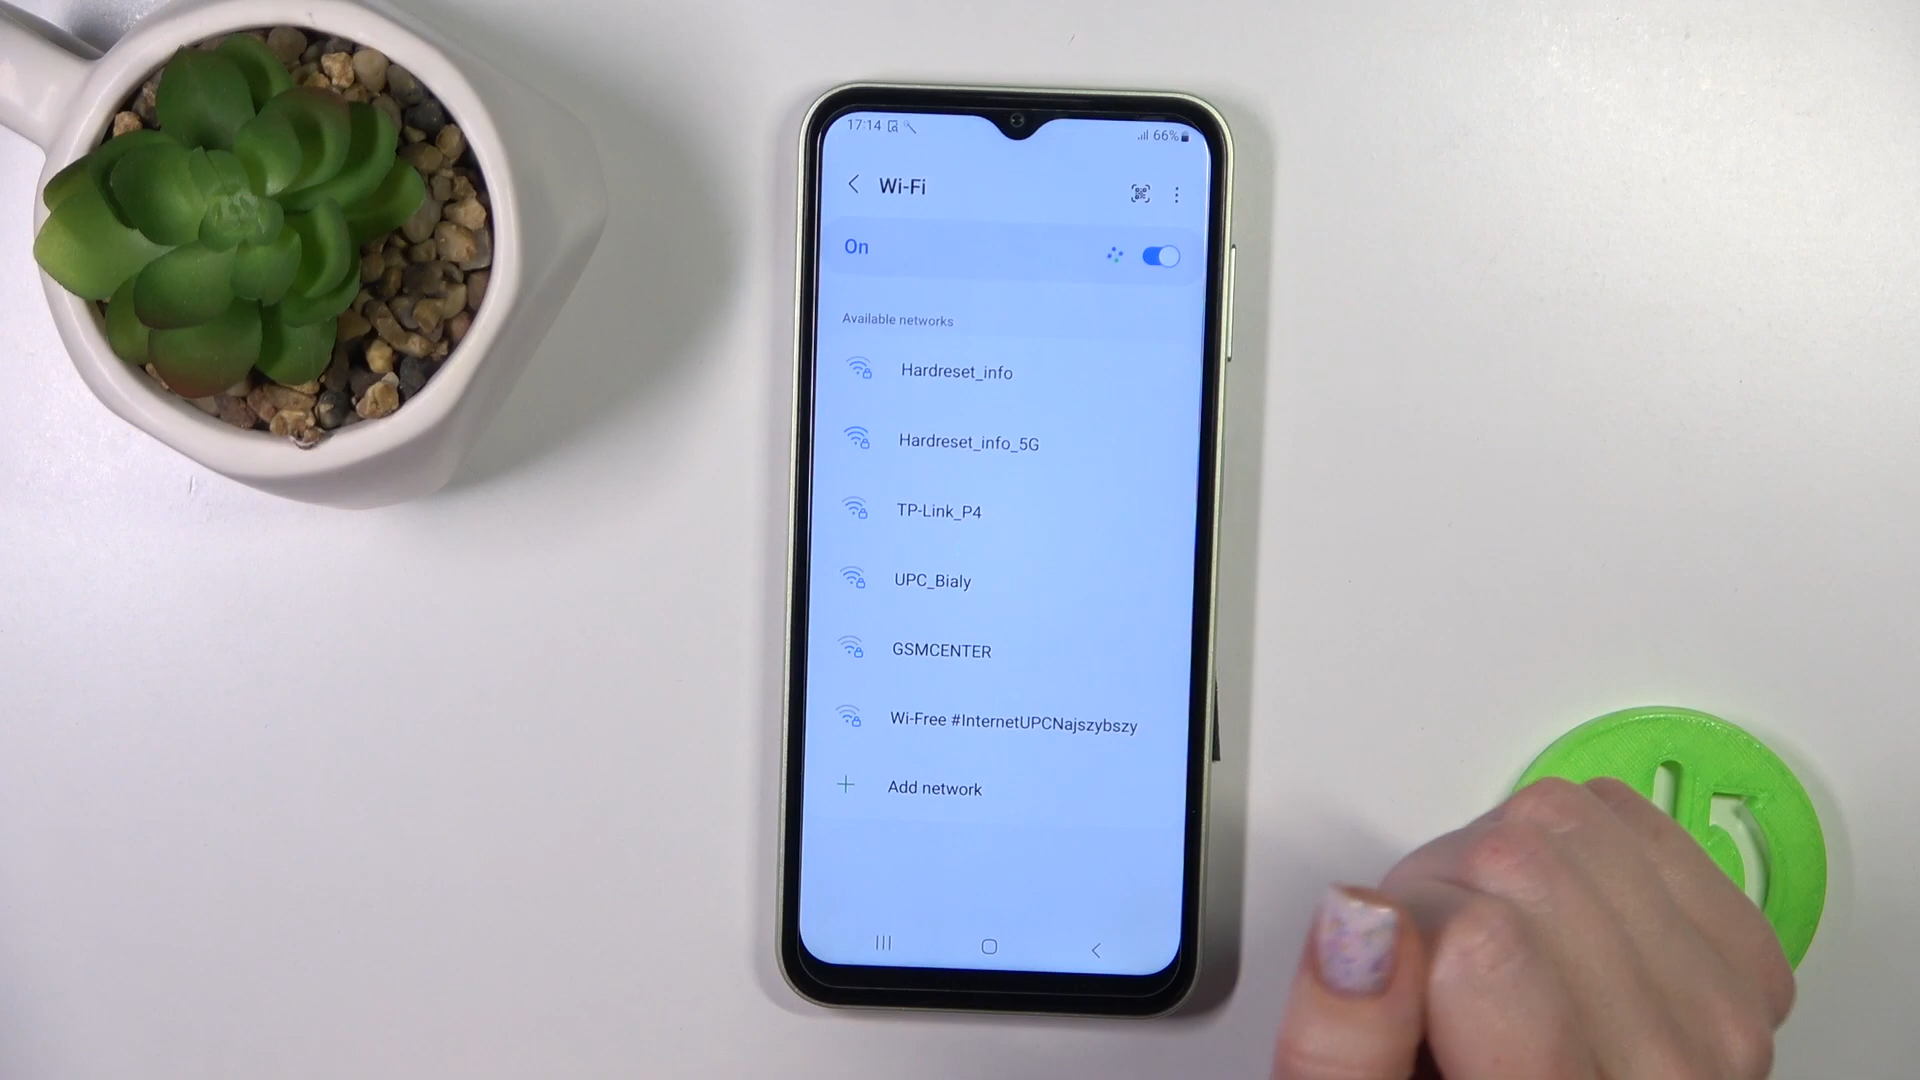 17:14 66%
Wi-Fi
On
Available networks
Hardreset_info
Hardreset_info_5G
TP-Link_P4
UPC_Bialy
GSMCENTER
Wi-Free #InternetUPCNajszybszy
Add network